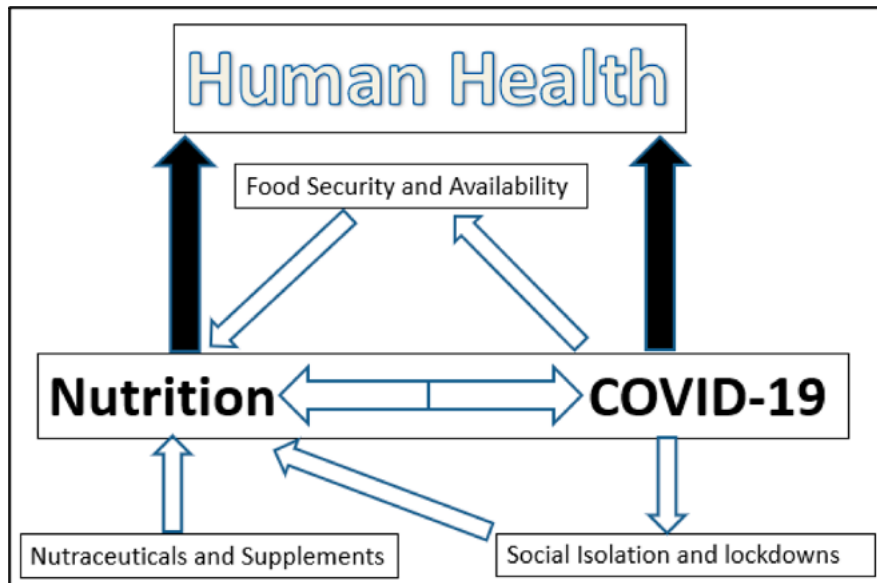 Human Health
Food Security and Availability
Nutrition
COVID-19
Nutraceuticals and Supplements
Social Isolation and lockdowns